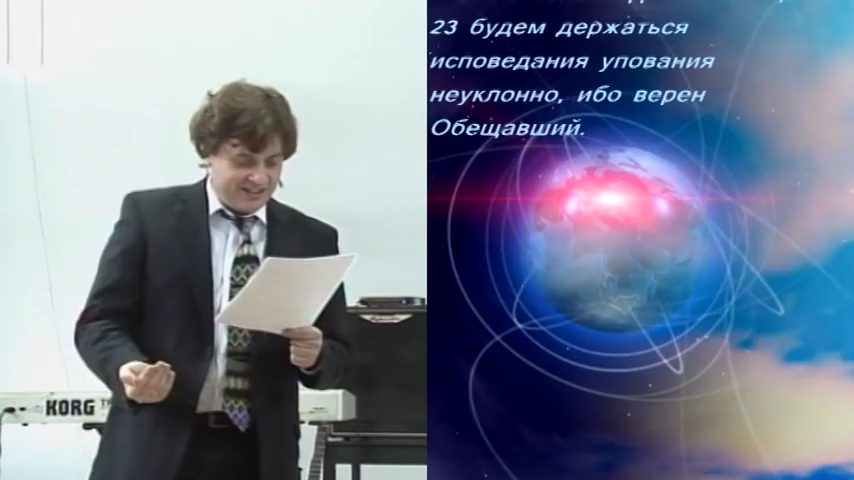 23 будем держаться
исповедания упования
неуклонно, ибо верен
Обещавший.
KORG